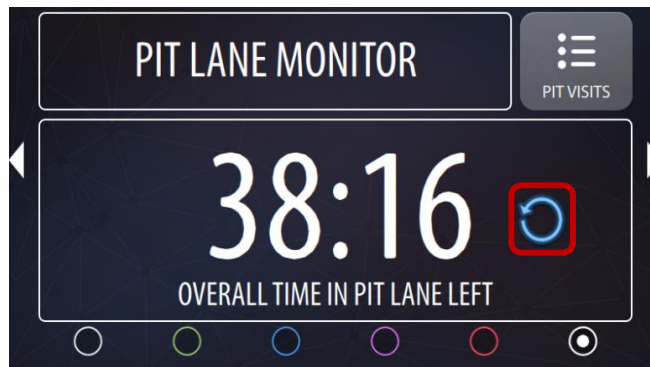 PIT LANE MONITOR
PIT VISITS
38:16
OVERALL TIME IN PIT LANE LEFT